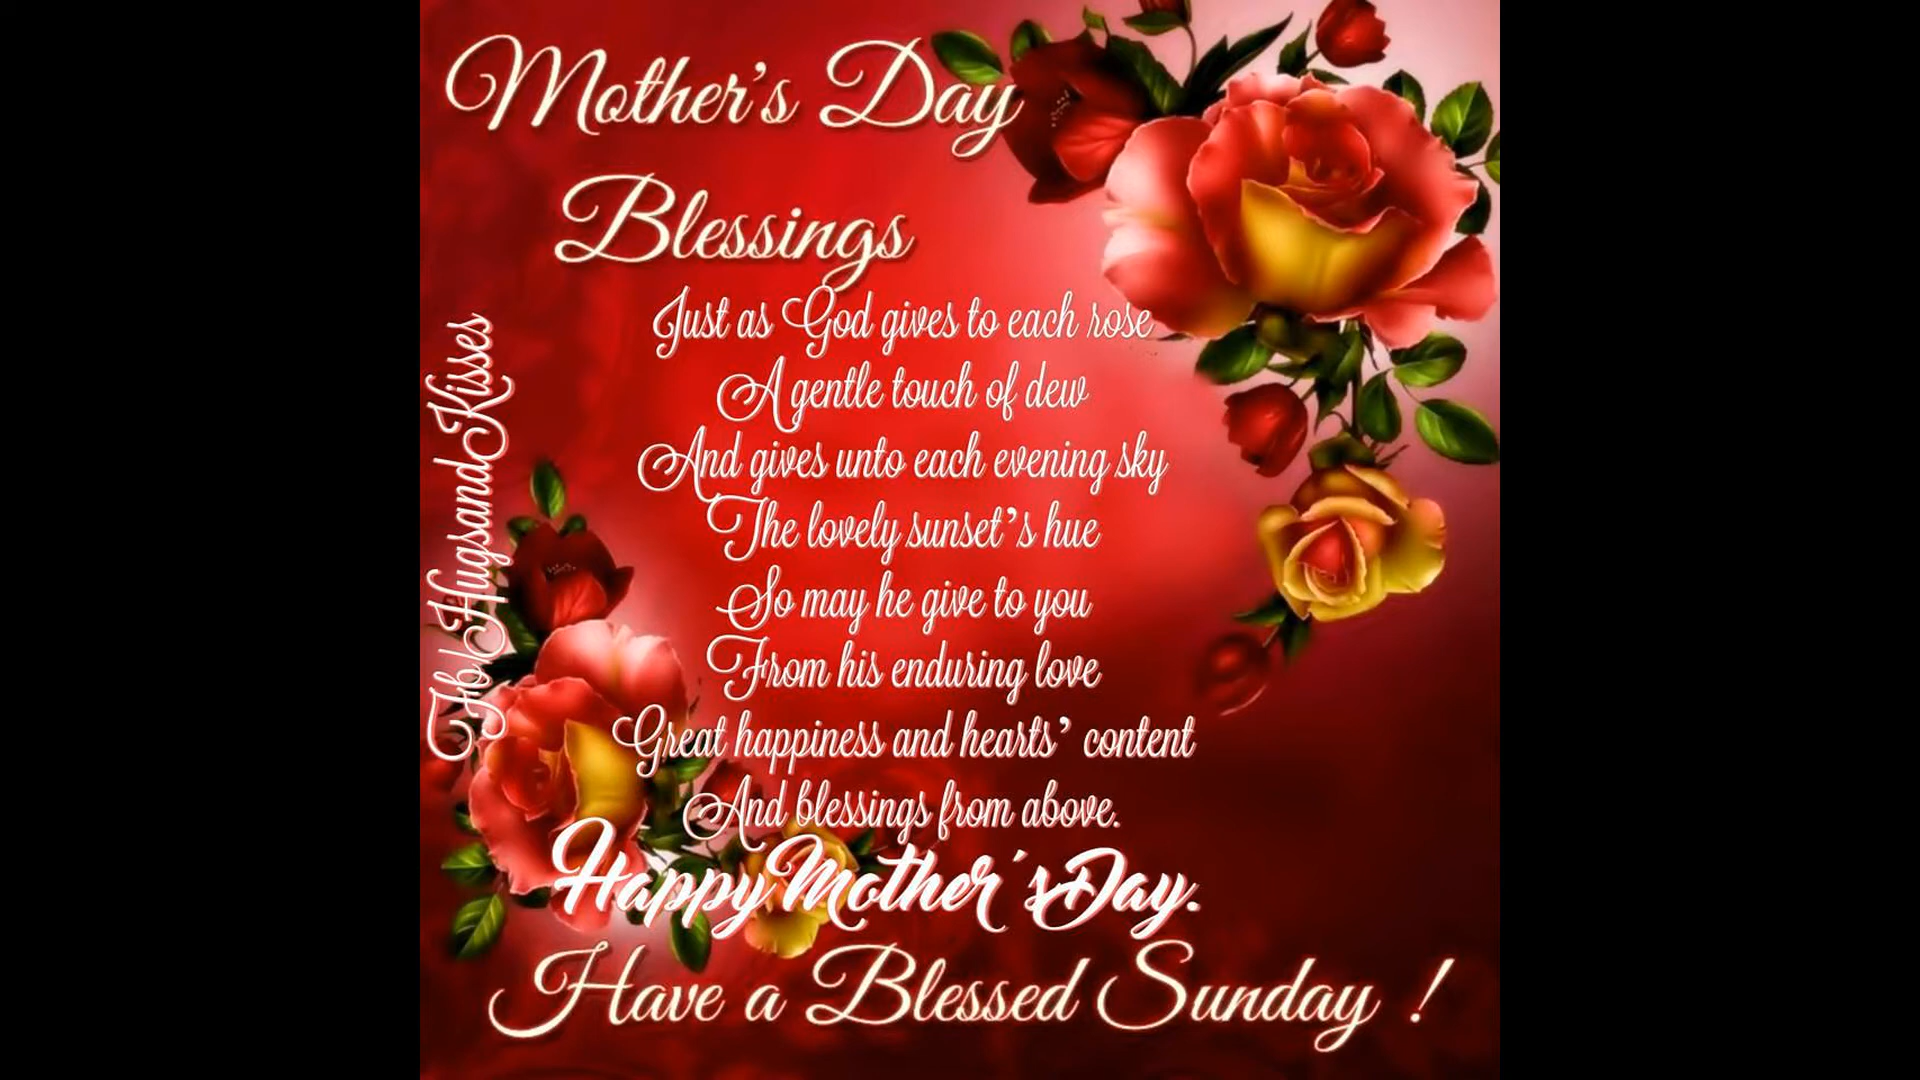 Mother's Day
Blessings
Just as God gives to each rose
A gentle touch of dew
And gives unto each evening sky
The lovely sunset's hue
So may he give to you
From his enduring love
Great happiness and hearts' content
And blessings from above.
Happy Mother's Day.
Have a Blessed Sunday !
Fb/HugsandKisses